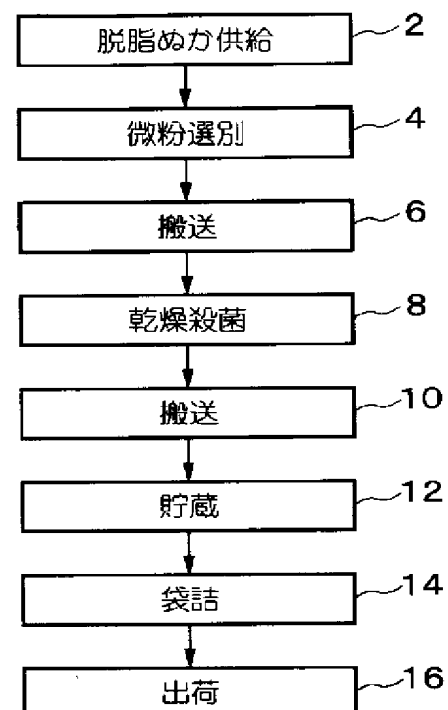 脱脂ぬか供給 2
微粉選別 4
搬送 6
乾燥殺菌 8
搬送 10
貯蔵 12
袋詰 14
出荷 16